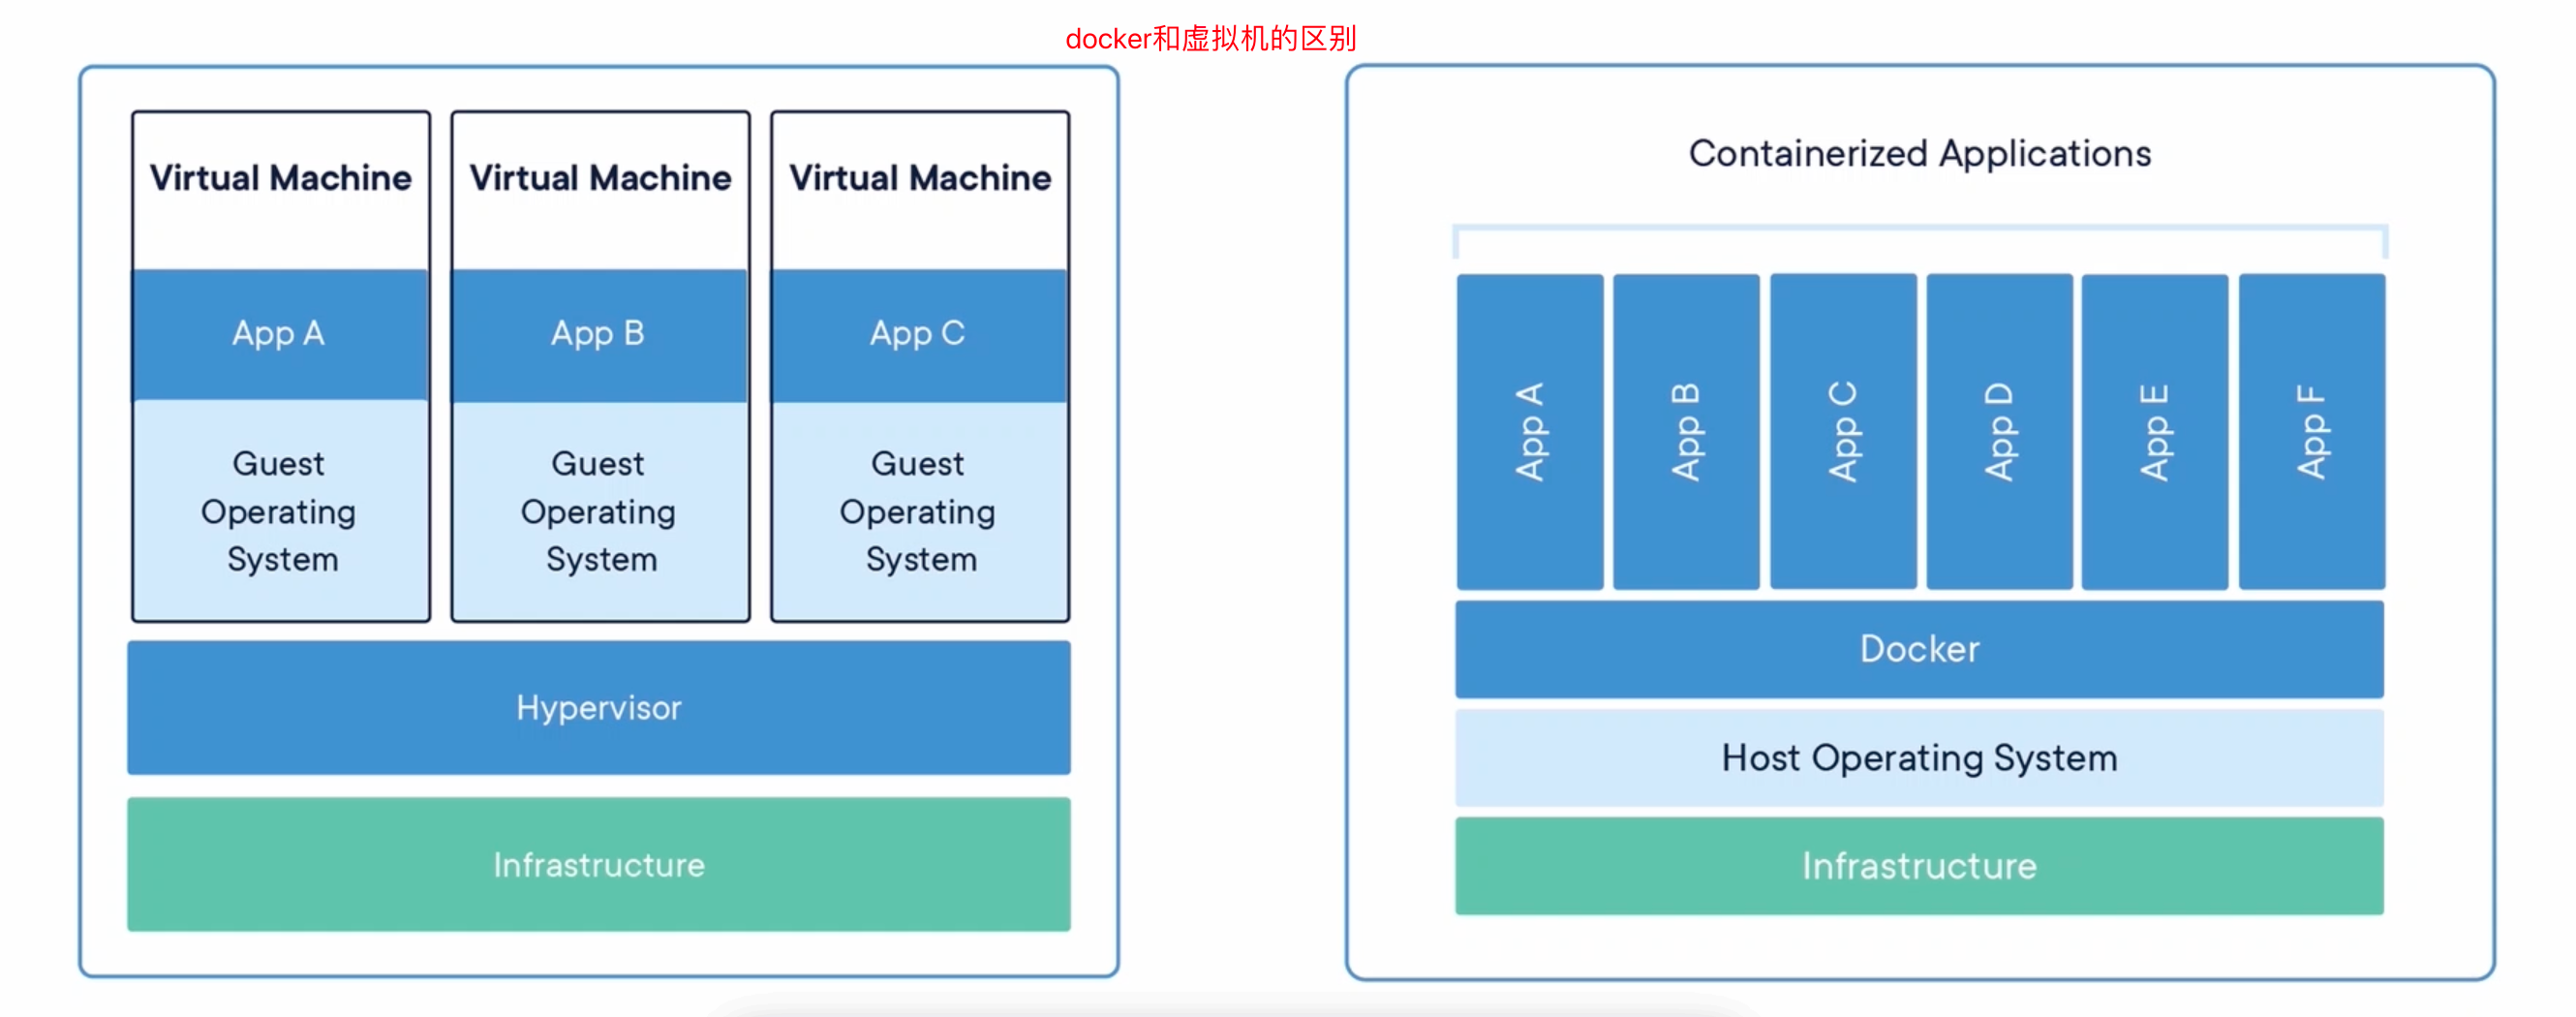 docker和虚拟机的区别
Virtual Machine
App A
Guest
Operating
System
Virtual Machine
App B
Guest
Operating
System
Virtual Machine
App C
Guest
Operating
System
Hypervisor
Infrastructure
Containerized Applications
App A
App B
App C
App D
App E
App F
Docker
Host Operating System
Infrastructure